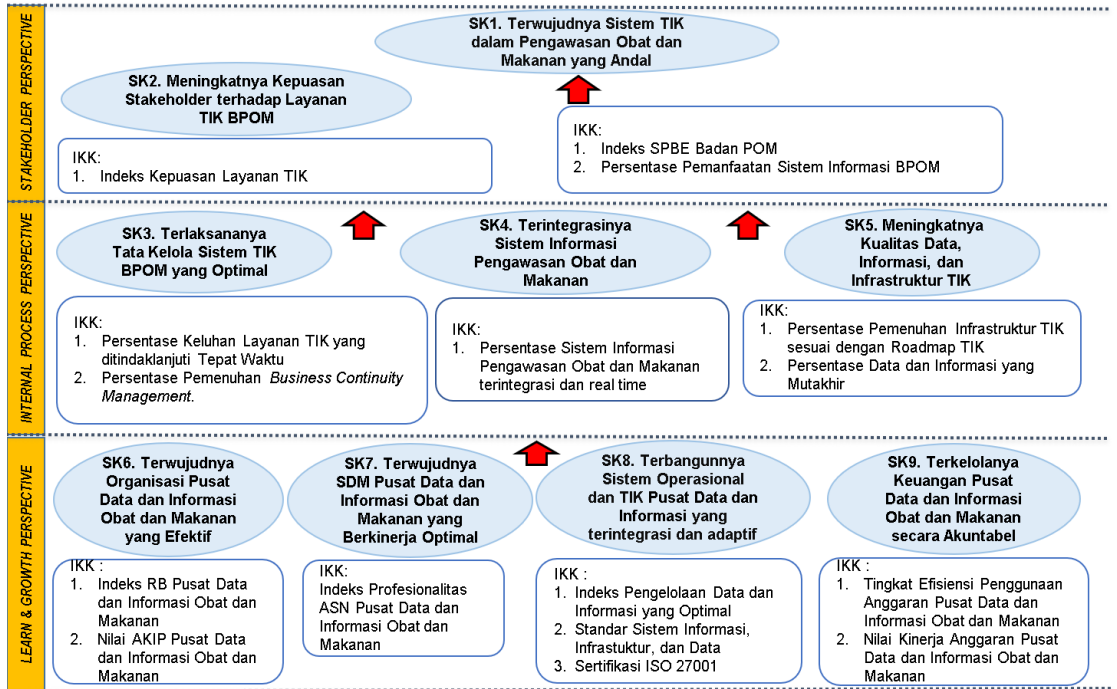 STAKEHOLDER PERSPECTIVE
SK1. Terwujudnya Sistem TIK
dalam Pengawasan Obat dan
Makanan yang Andal
SK2. Meningkatnya Kepuasan
Stakeholder terhadap Layanan
TIK BPOM
IKK:
1. Indeks Kepuasan Layanan TIK
IKK:
1. Indeks SPBE Badan POM
2. Persentase Pemanfaatan Sistem Informasi BPOM
INTERNAL PROCESS PERSPECTIVE
SK3. Terlaksananya
Tata Kelola Sistem TIK
BPOM yang Optimal
IKK:
1. Persentase Keluhan Layanan TIK yang
ditindaklanjuti Tepat Waktu
2. Persentase Pemenuhan Business Continuity
Management.
SK4. Terintegrasinya
Sistem Informasi
Pengawasan Obat dan
Makanan
IKK:
1. Persentase Sistem Informasi
Pengawasan Obat dan Makanan
terintegrasi dan real time
SK5. Meningkatnya
Kualitas Data,
Informasi, dan
Infrastruktur TIK
IKK:
1. Persentase Pemenuhan Infrastruktur TIK
sesuai dengan Roadmap TIK
2. Persentase Data dan Informasi yang
Mutakhir
LEARN & GROWTH PERSPECTIVE
SK6. Terwujudnya
Organisasi Pusat
Data dan Informasi
Obat dan Makanan
yang Efektif
IKK :
1. Indeks RB Pusat Data
dan Informasi Obat dan
Makanan
2. Nilai AKIP Pusat Data
dan Informasi Obat dan
Makanan
SK7. Terwujudnya
SDM Pusat Data dan
Informasi Obat dan
Makanan yang
Berkinerja Optimal
IKK:
Indeks Profesionalitas
ASN Pusat Data dan
Informasi Obat dan
Makanan
SK8. Terbangunnya
Sistem Operasional
dan TIK Pusat Data dan
Informasi yang
terintegrasi dan adaptif
IKK :
1. Indeks Pengelolaan Data dan
Informasi yang Optimal
2. Standar Sistem Informasi,
Infrastuktur, dan Data
3. Sertifikasi ISO 27001
SK9. Terkelolanya
Keuangan Pusat
Data dan Informasi
Obat dan Makanan
secara Akuntabel
IKK :
1. Tingkat Efisiensi Penggunaan
Anggaran Pusat Data dan
Informasi Obat dan Makanan
2. Nilai Kinerja Anggaran Pusat
Data dan Informasi Obat dan
Makanan